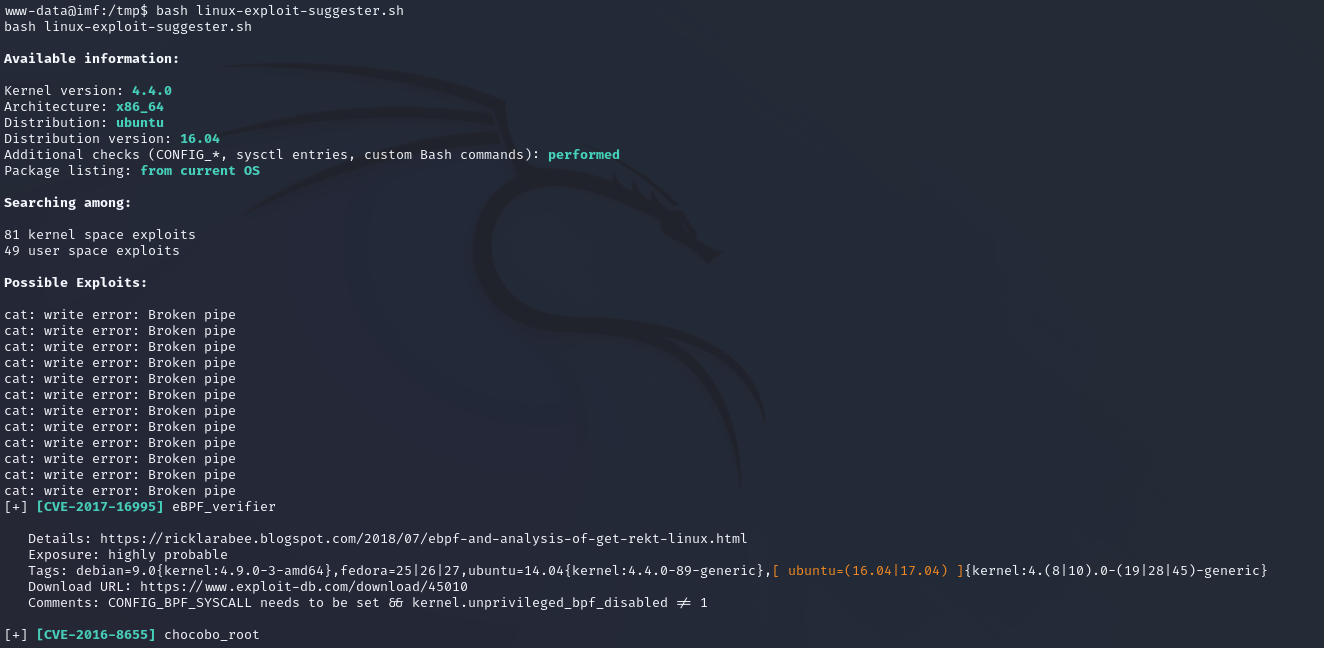 www-data@imf:/tmp$ bash linux-exploit-suggester.sh
bash linux-exploit-suggester.sh
Available information:
Kernel version: 4.4.0
Architecture: x86_64
Distribution: ubuntu
Distribution version: 16.04
Additional checks (CONFIG_*, sysctl entries, custom Bash commands): performed
Package listing: from current OS
Searching among:
81 kernel space exploits
49 user space exploits
Possible Exploits:
cat: write error: Broken pipe
cat: write error: Broken pipe
cat: write error: Broken pipe
cat: write error: Broken pipe
cat: write error: Broken pipe
cat: write error: Broken pipe
cat: write error: Broken pipe
cat: write error: Broken pipe
cat: write error: Broken pipe
cat: write error: Broken pipe
cat: write error: Broken pipe
cat: write error: Broken pipe
[+] [CVE-2017-16995] eBPF_verifier
Details: https://ricklarabee.blogspot.com/2018/07/ebpf-and-analysis-of-get-rekt-linux.html
Exposure: highly probable
Tags: debian=9.0{kernel:4.9.0-3-amd64},fedora=25|26|27,ubuntu=14.04{kernel:4.4.0-89-generic},[ ubuntu=(16.04|17.04) ]{kernel:4.(8|10).0-(19|28|45)-generic}
Download URL: https://www.exploit-db.com/download/45010
Comments: CONFIG_BPF_SYSCALL needs to be set && kernel.unprivileged_bpf_disabled != 1
[+] [CVE-2016-8655] chocobo_root